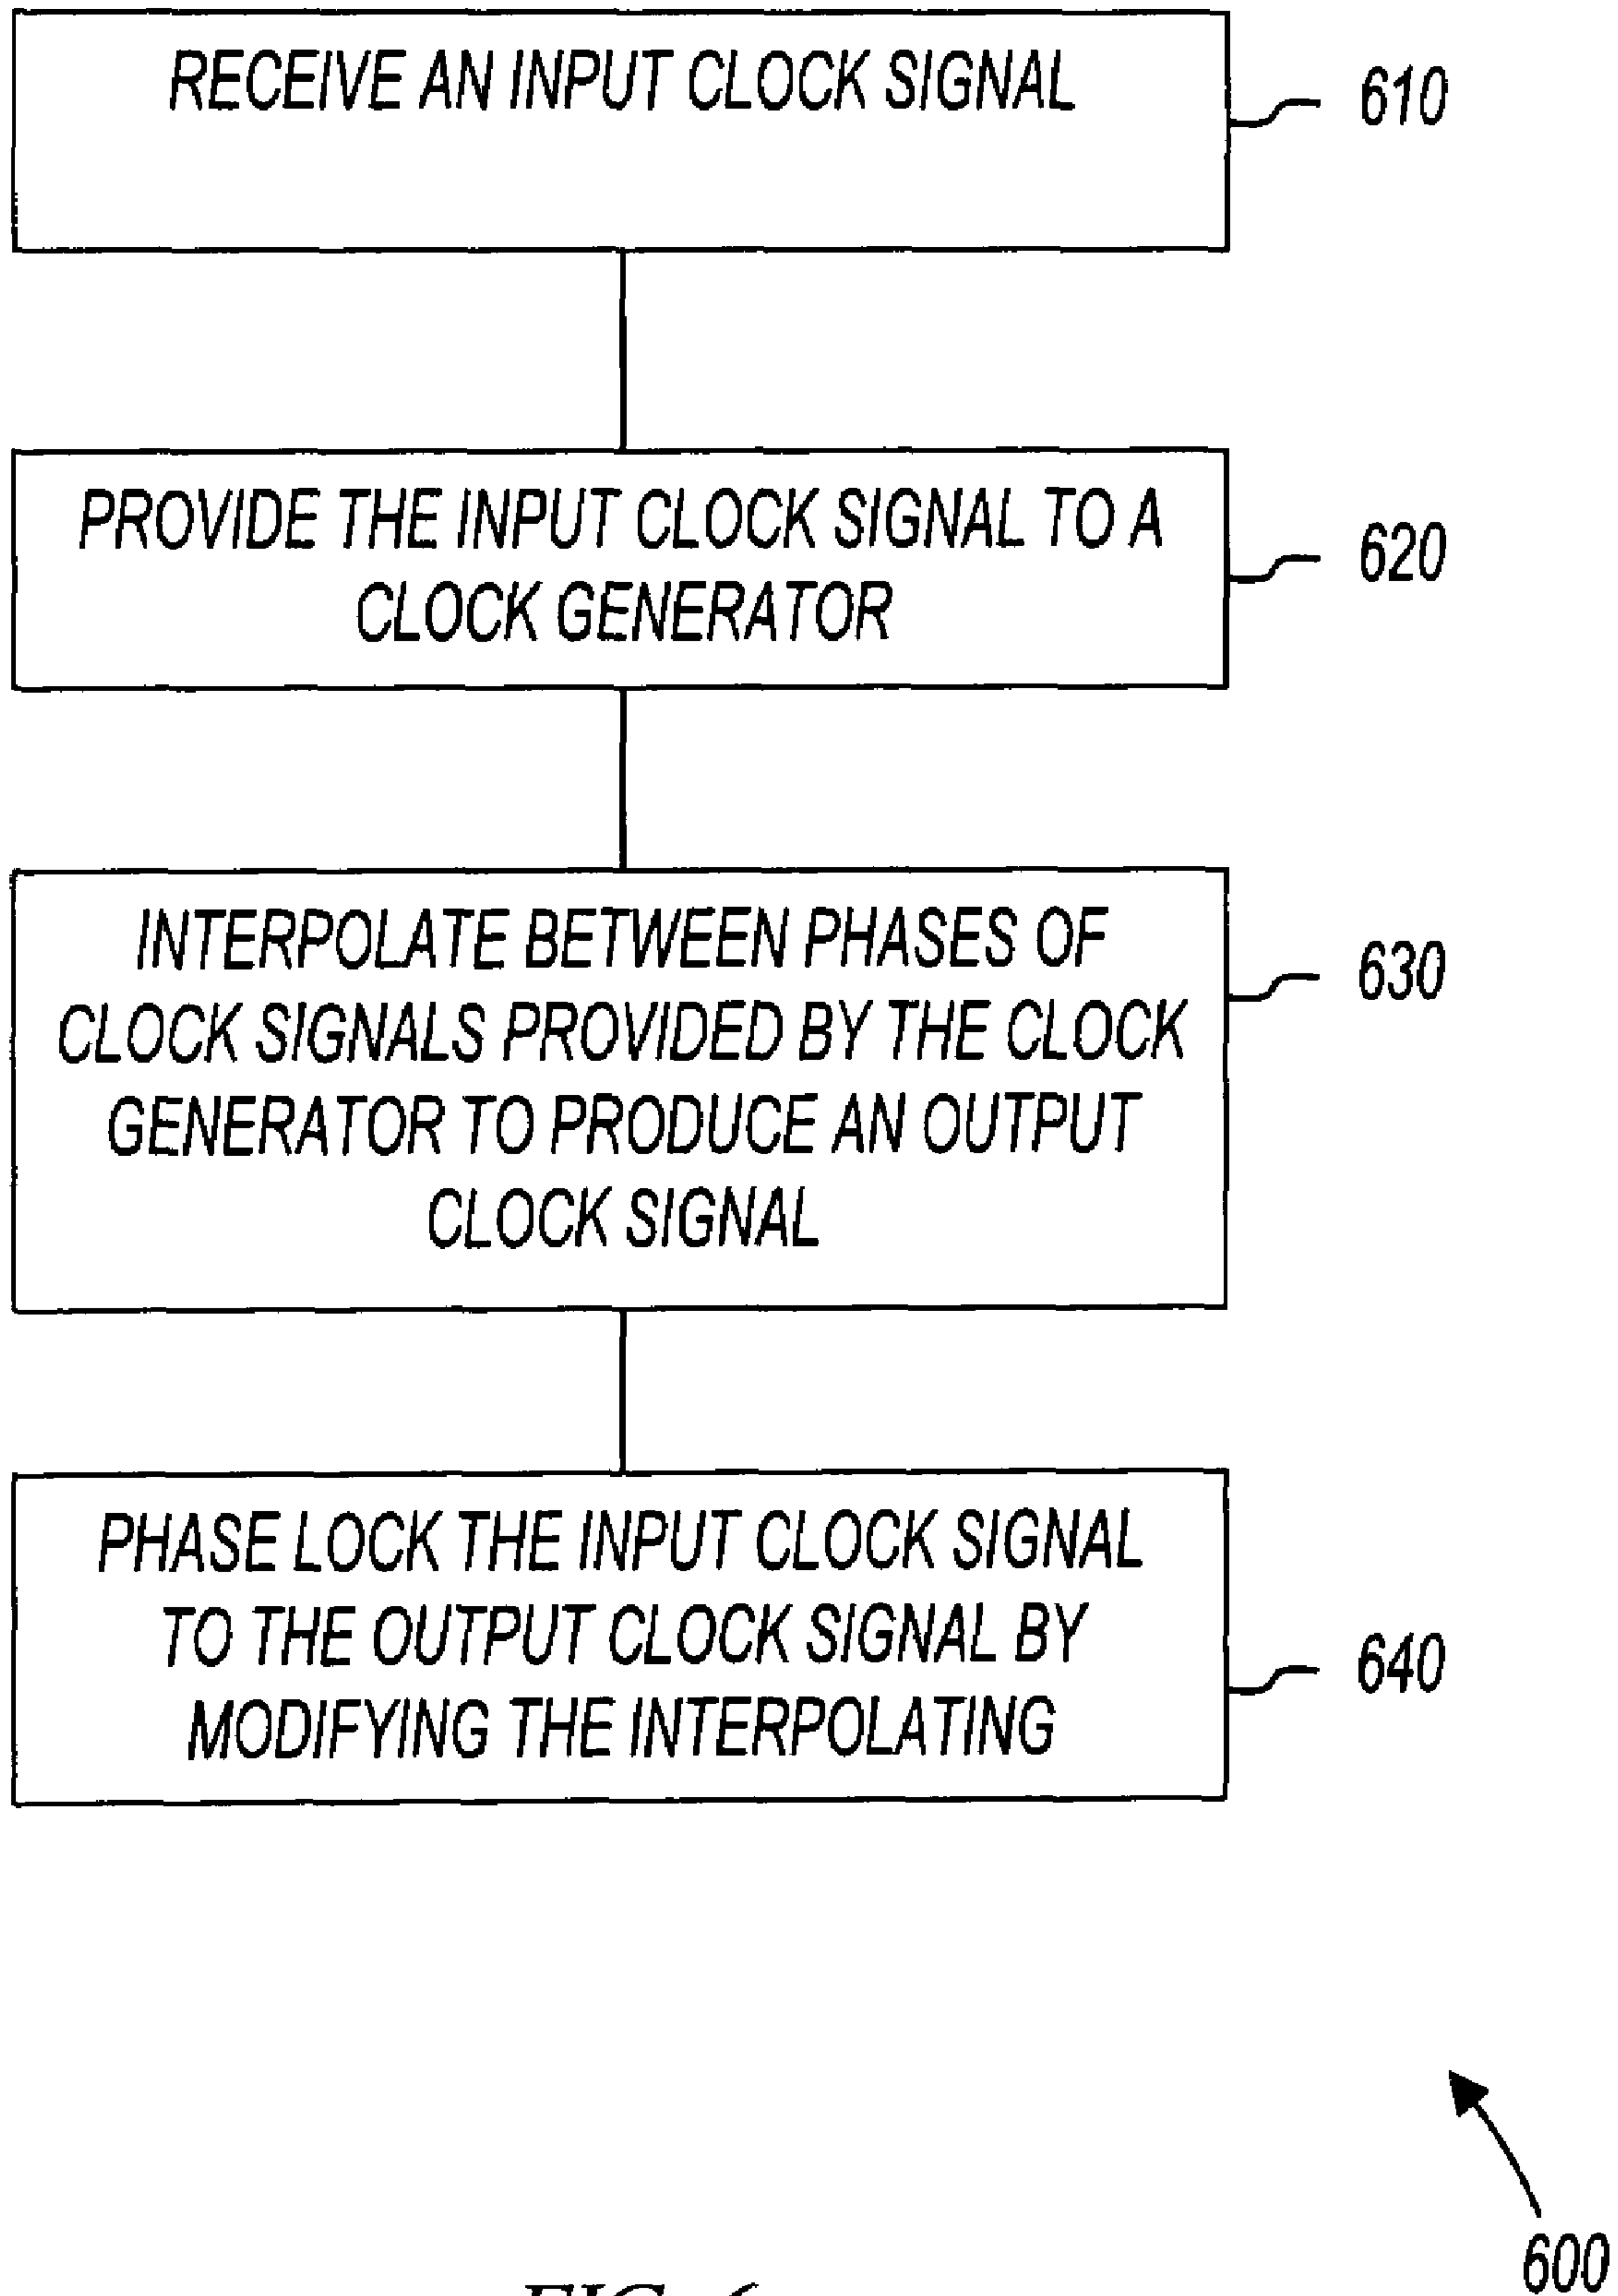 RECEIVE AN INPUT CLOCK SIGNAL
610
PROVIDE THE INPUT CLOCK SIGNAL TO A
CLOCK GENERATOR
620
INTERPOLATE BETWEEN PHASES OF
CLOCK SIGNALS PROVIDED BY THE CLOCK
GENERATOR TO PRODUCE AN OUTPUT
CLOCK SIGNAL
630
PHASE LOCK THE INPUT CLOCK SIGNAL
TO THE OUTPUT CLOCK SIGNAL BY
MODIFYING THE INTERPOLATING
640
600